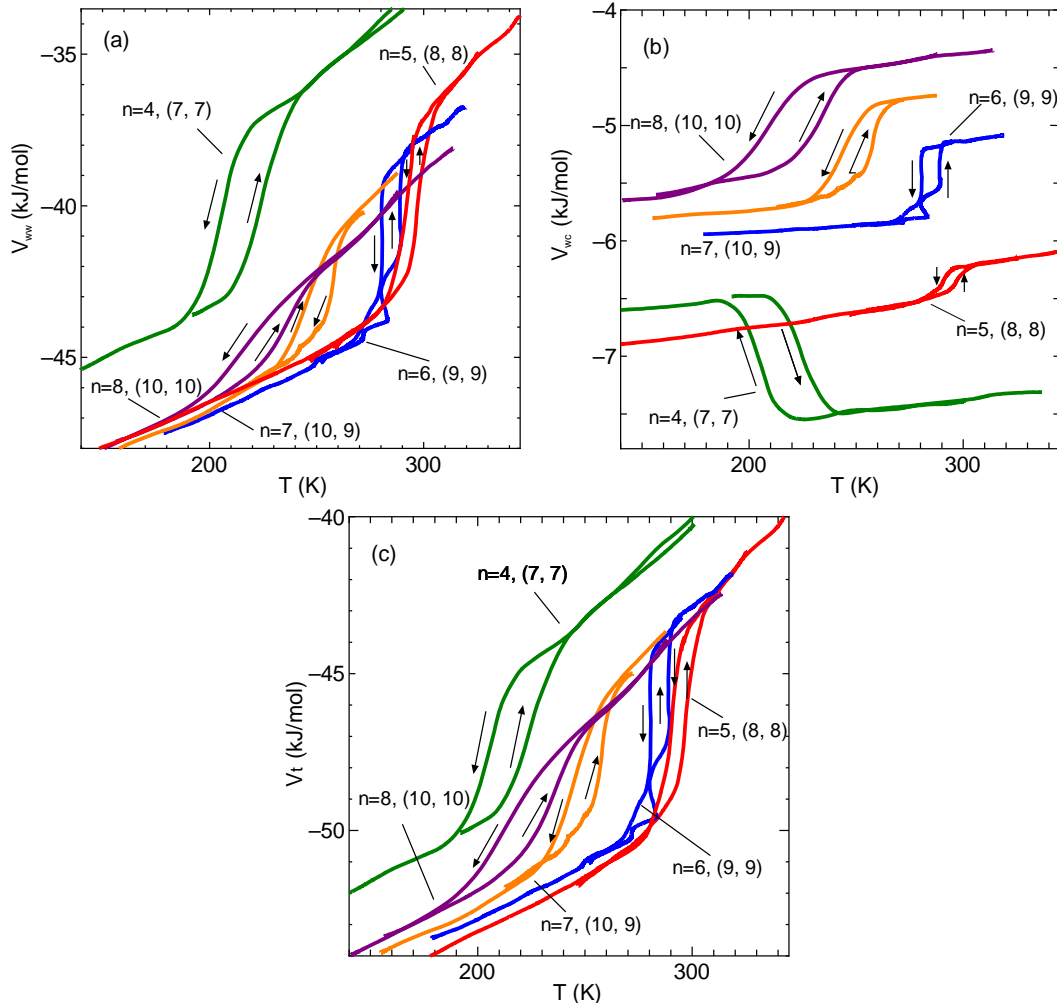 (a)
n=5, (8, 8)
n=4, (7, 7)
n=6, (9, 9)
n=8, (10, 10)
n=7, (10, 9)
–35
–40
–45
V_ww (kJ/mol)
200
300
T (K)
(b)
n=6, (9, 9)
n=8, (10, 10)
n=7, (10, 9)
n=5, (8, 8)
n=4, (7, 7)
–4
–5
–6
–7
V_wc (kJ/mol)
200
300
T (K)
(c)
n=4, (7, 7)
n=5, (8, 8)
n=8, (10, 10)
n=6, (9, 9)
n=7, (10, 9)
–40
–45
–50
Vt (kJ/mol)
200
300
T (K)